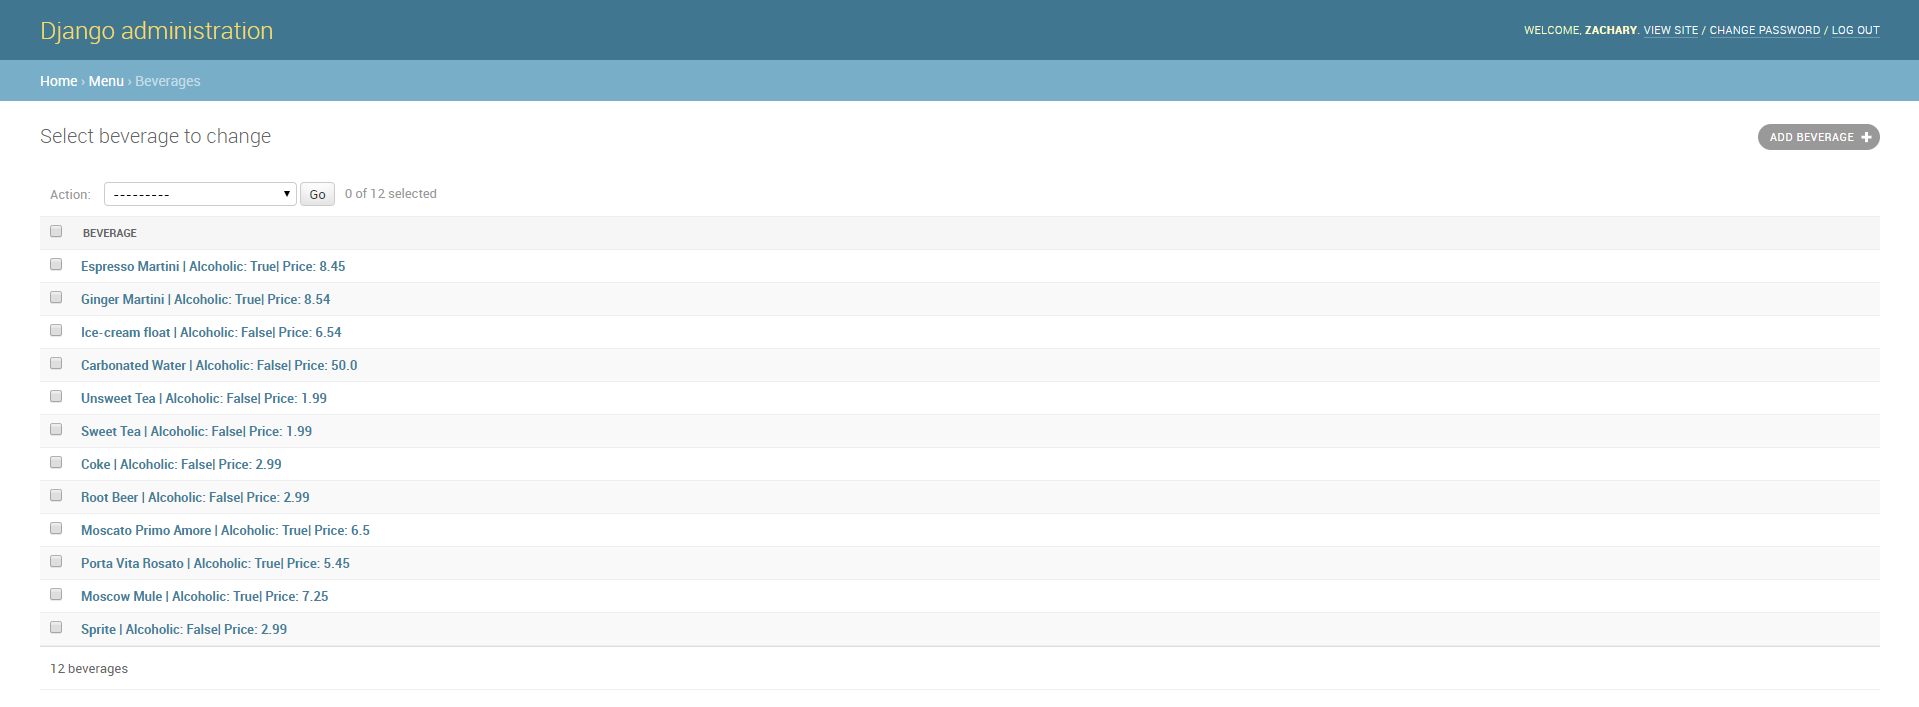 Django administration
WELCOME, ZACHARY. VIEW SITE / CHANGE PASSWORD / LOG OUT
Home › Menu › Beverages
Select beverage to change
ADD BEVERAGE +
Action: --------- Go 0 of 12 selected
BEVERAGE
Espresso Martini | Alcoholic: True| Price: 8.45
Ginger Martini | Alcoholic: True| Price: 8.54
Ice-cream float | Alcoholic: False| Price: 6.54
Carbonated Water | Alcoholic: False| Price: 50.0
Unsweet Tea | Alcoholic: False| Price: 1.99
Sweet Tea | Alcoholic: False| Price: 1.99
Coke | Alcoholic: False| Price: 2.99
Root Beer | Alcoholic: False| Price: 2.99
Moscato Primo Amore | Alcoholic: True| Price: 6.5
Porta Vita Rosato | Alcoholic: True| Price: 5.45
Moscow Mule | Alcoholic: True| Price: 7.25
Sprite | Alcoholic: False| Price: 2.99
12 beverages